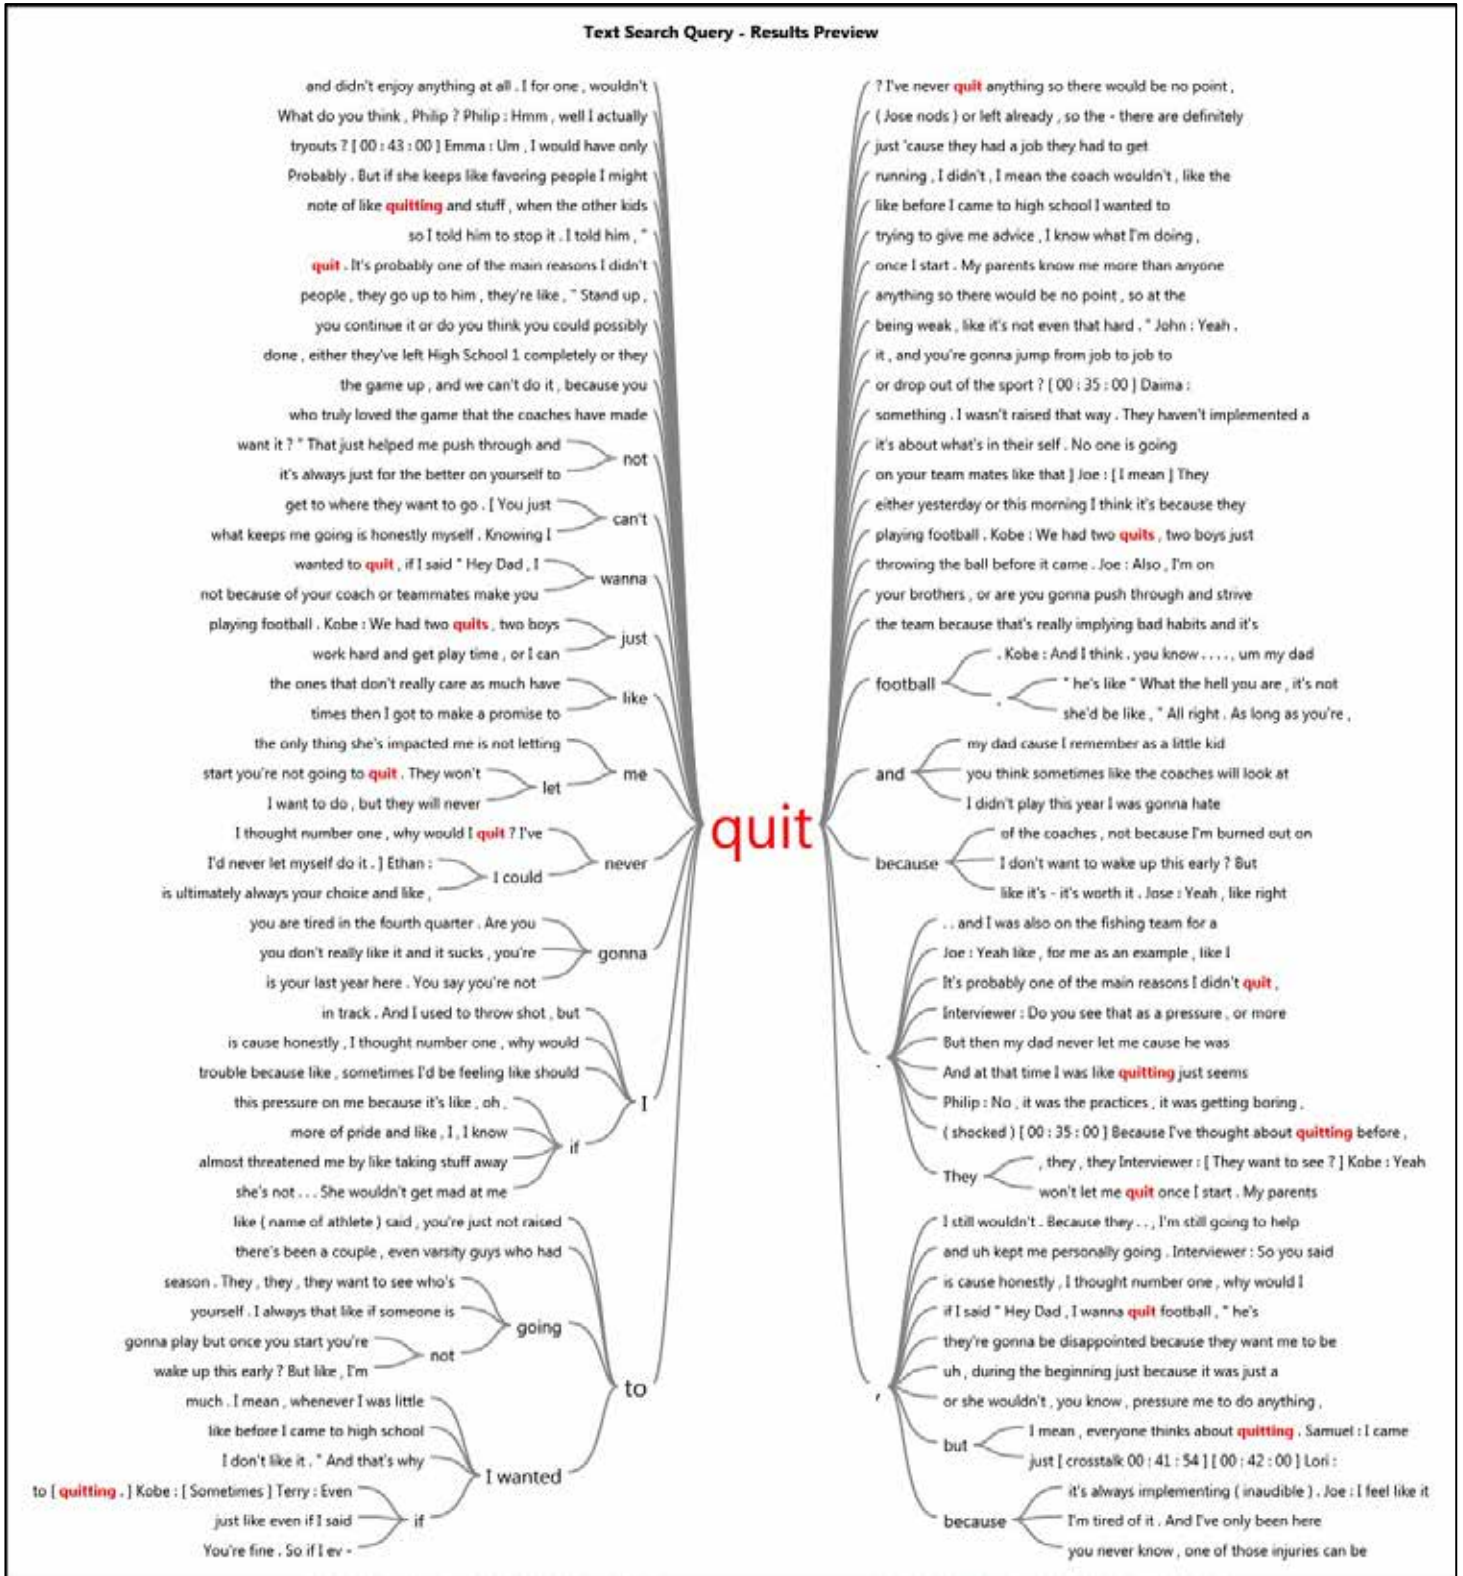 Text Search Query - Results Preview
and didn't enjoy anything at all . I for one , wouldn't
What do you think , Philip ? Philip : Hmm , well I actually
tryouts ? [ 00 : 43 : 00 ] Emma : Um , I would have only
Probably . But if she keeps like favoring people I might
note of like quitting and stuff , when the other kids
so I told him to stop it . I told him , "
quit . It's probably one of the main reasons I didn't
people , they go up to him , they're like , " Stand up ,
you continue it or do you think you could possibly
done , either they've left High School 1 completely or they
the game up , and we can't do it , because you
who truly loved the game that the coaches have made
want it ? " That just helped me push through and
not
it's always just for the better on yourself to
get to where they want to go . [ You just
can't
what keeps me going is honestly myself . Knowing I
wanted to quit , if I said " Hey Dad , I
wanna
not because of your coach or teammates make you
playing football . Kobe : We had two quits , two boys
just
work hard and get play time , or I can
the ones that don't really care as much have
like
times then I got to make a promise to
the only thing she's impacted me is not letting
me
start you're not going to quit . They won't
let
I want to do , but they will never
I thought number one , why would I quit ? I've
never
I'd never let myself do it . ] Ethan :
I could
is ultimately always your choice and like ,
you are tired in the fourth quarter . Are you
you don't really like it and it sucks , you're
gonna
is your last year here . You say you're not
in track . And I used to throw shot , but
is cause honestly , I thought number one , why would
trouble because like , sometimes I'd be feeling like should
I
this pressure on me because it's like , oh ,
more of pride and like , I , I know
if
almost threatened me by like taking stuff away
she's not . . . She wouldn't get mad at me
like ( name of athlete ) said , you're just not raised
there's been a couple , even varsity guys who had
season . They , they , they want to see who's
yourself . I always that like if someone is
going
gonna play but once you start you're
not
wake up this early ? But like , I'm
to
much . I mean , whenever I was little
like before I came to high school
I don't like it . " And that's why
I wanted
to [ quitting . ] Kobe : [ Sometimes ] Terry : Even
just like even if I said
if
You're fine . So if I ev -
quit
? I've never quit anything so there would be no point ,
( Jose nods ) or left already , so the - there are definitely
just 'cause they had a job they had to get
running , I didn't , I mean the coach wouldn't , like the
like before I came to high school I wanted to
trying to give me advice , I know what I'm doing ,
once I start . My parents know me more than anyone
anything so there would be no point , so at the
being weak , like it's not even that hard . " John : Yeah .
it , and you're gonna jump from job to job to
or drop out of the sport ? [ 00 : 35 : 00 ] Daima :
something . I wasn't raised that way . They haven't implemented a
it's about what's in their self . No one is going
on your team mates like that ] Joe : [ I mean ] They
either yesterday or this morning I think it's because they
playing football . Kobe : We had two quits , two boys just
throwing the ball before it came . Joe : Also , I'm on
your brothers , or are you gonna push through and strive
the team because that's really implying bad habits and it's
football
. Kobe : And I think . you know . . . . , um my dad
,
" he's like " What the hell you are , it's not
she'd be like , " All right . As long as you're ,
and
my dad cause I remember as a little kid
you think sometimes like the coaches will look at
I didn't play this year I was gonna hate
because
of the coaches , not because I'm burned out on
I don't want to wake up this early ? But
like it's - it's worth it . Jose : Yeah , like right
.
. . and I was also on the fishing team for a
Joe : Yeah like , for me as an example , like I
It's probably one of the main reasons I didn't quit ,
Interviewer : Do you see that as a pressure , or more
But then my dad never let me cause he was
And at that time I was like quitting just seems
Philip : No , it was the practices , it was getting boring ,
( shocked ) [ 00 : 35 : 00 ] Because I've thought about quitting before ,
They
, they , they Interviewer : [ They want to see ? ] Kobe : Yeah
won't let me quit once I start . My parents
,
I still wouldn't . Because they . . , I'm still going to help
and uh kept me personally going . Interviewer : So you said
is cause honestly , I thought number one , why would I
if I said " Hey Dad , I wanna quit football , " he's
they're gonna be disappointed because they want me to be
uh , during the beginning just because it was just a
or she wouldn't , you know , pressure me to do anything ,
but
I mean , everyone thinks about quitting . Samuel : I came
just [ crosstalk 00 : 41 : 54 ] [ 00 : 42 : 00 ] Lori :
because
it's always implementing ( inaudible ) . Joe : I feel like it
I'm tired of it . And I've only been here
you never know , one of those injuries can be